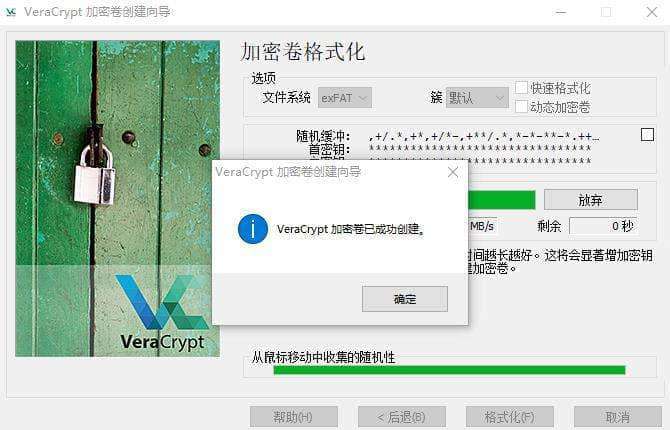 VeraCrypt 加密卷创建向导
加密卷格式化
选项
文件系统 exFAT 簇 默认 快速格式化
动态加密卷
随机缓冲: ,+/.*,+*,+/*-,+**/.*,*-*-**-*.++…
首密钥: ********************************
********************************
VeraCrypt 加密卷创建向导
VeraCrypt 加密卷已成功创建。
确定
放弃
MB/s 剩余 0 秒
时间越长越好。这将会显著增加密钥
加密卷。
VeraCrypt
从鼠标移动中收集的随机性
帮助(H) < 后退(B) 格式化(F) 取消